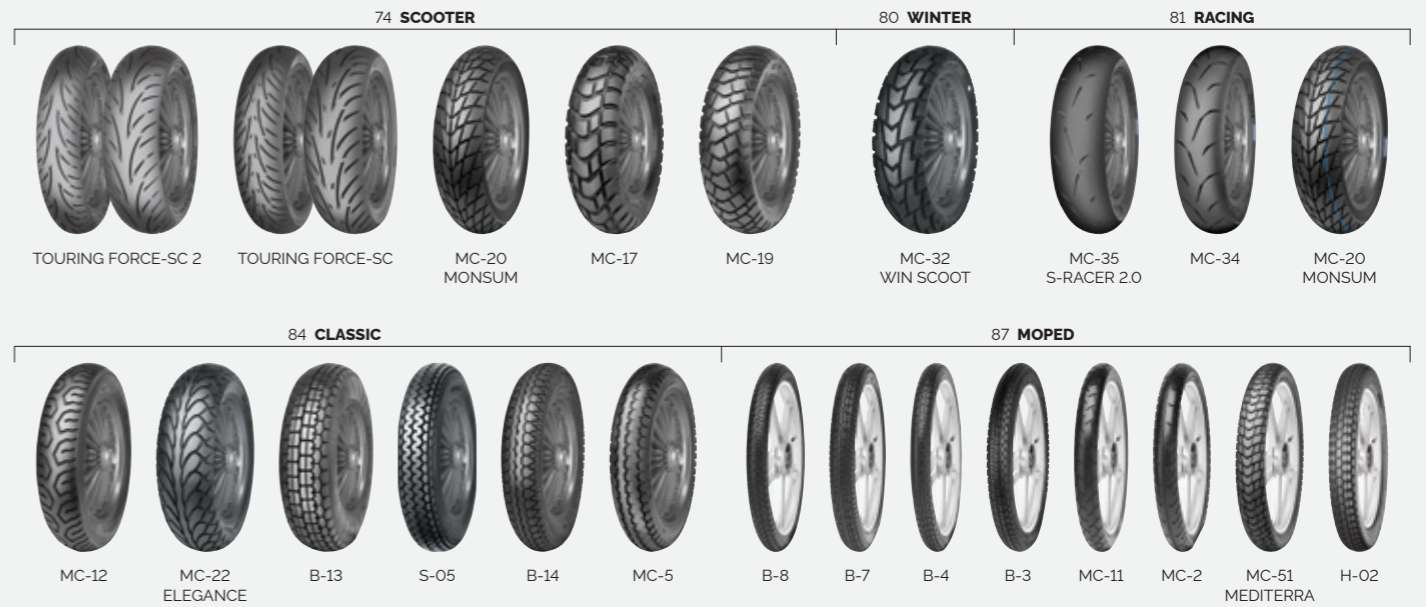 74 SCOOTER
80 WINTER
81 RACING
TOURING FORCE-SC 2
TOURING FORCE-SC
MC-20
MONSUM
MC-17
MC-19
MC-32
WIN SCOOT
MC-35
S-RACER 2.0
MC-34
MC-20
MONSUM
84 CLASSIC
87 MOPED
MC-12
MC-22
ELEGANCE
B-13
S-05
B-14
MC-5
B-8
B-7
B-4
B-3
MC-11
MC-2
MC-51
MEDITERRA
H-02